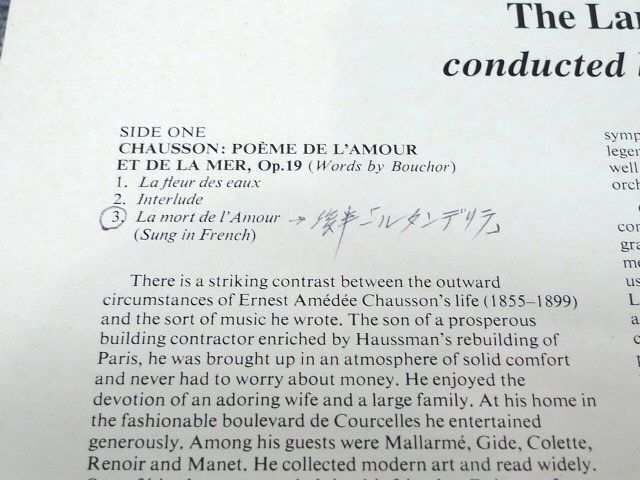 The
conducted
SIDE ONE
CHAUSSON: POÈME DE L'AMOUR
ET DE LA MER, Op.19 (Words by Bouchor)
1. La fleur des eaux
2. Interlude
3. La mort de l'Amour → 後半「ルタンデリラ」
(Sung in French)
There is a striking contrast between the outward
circumstances of Ernest Amédée Chausson's life (1855–1899)
and the sort of music he wrote. The son of a prosperous
building contractor enriched by Haussman's rebuilding of
Paris, he was brought up in an atmosphere of solid comfort
and never had to worry about money. He enjoyed the
devotion of an adoring wife and a large family. At his home in
the fashionable boulevard de Courcelles he entertained
generously. Among his guests were Mallarmé, Gide, Colette,
Renoir and Manet. He collected modern art and read widely.
well